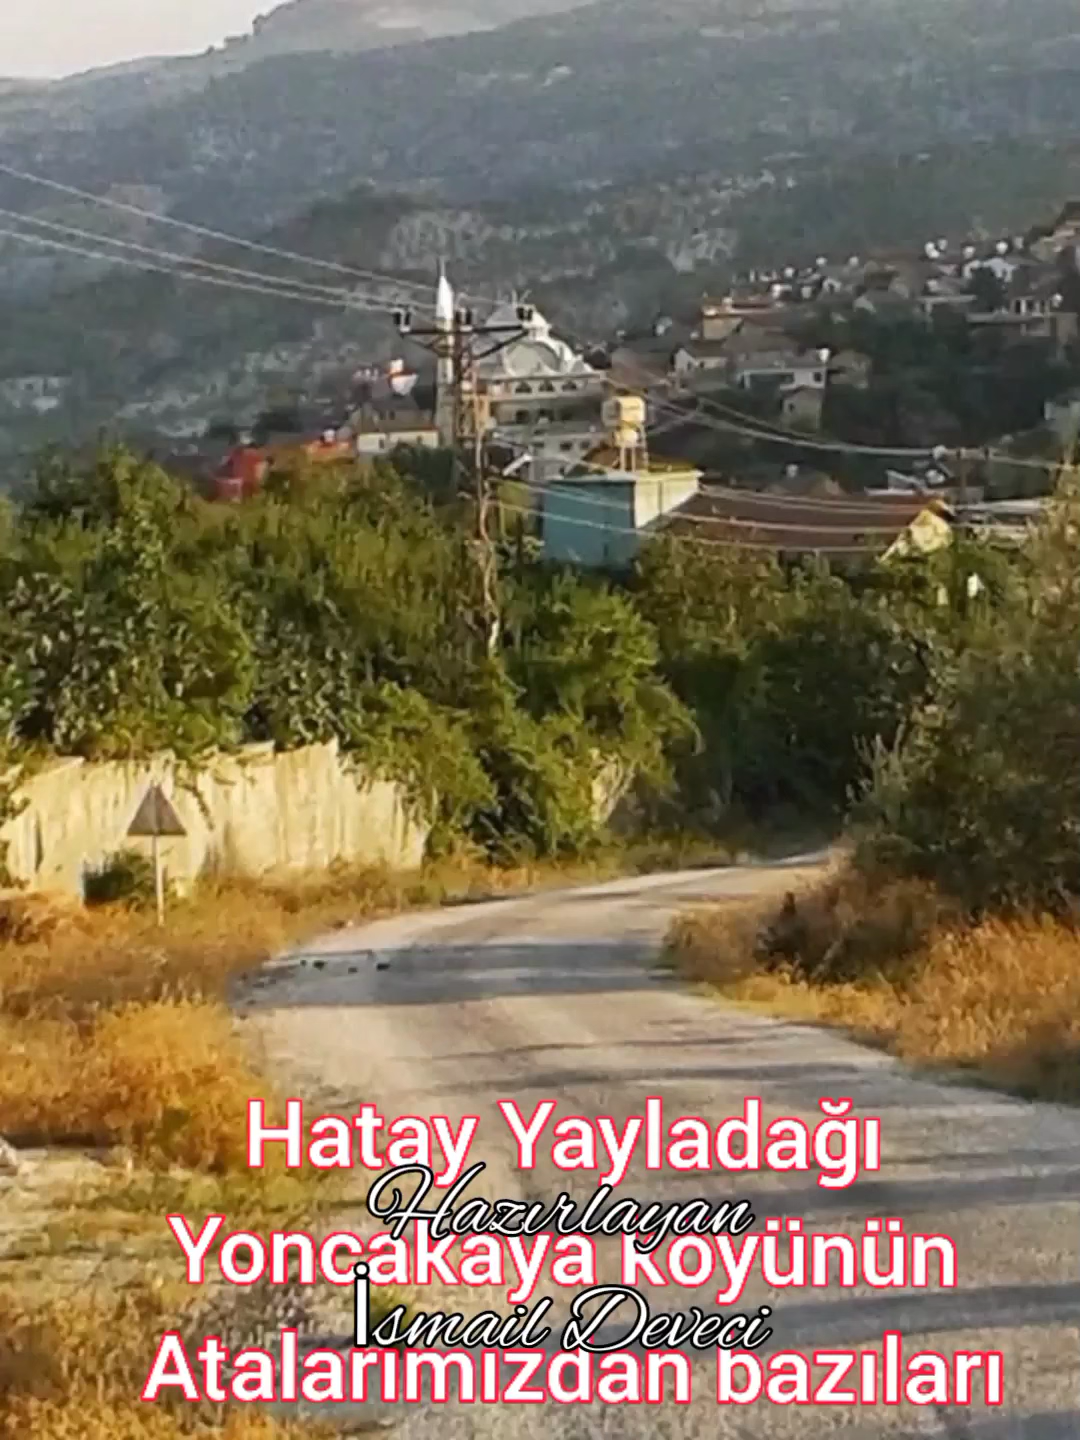 Hatay Yayladağı
Hazırlayan
Yoncakaya köyünün
İsmail Deveci
Atalarımızdan bazıları